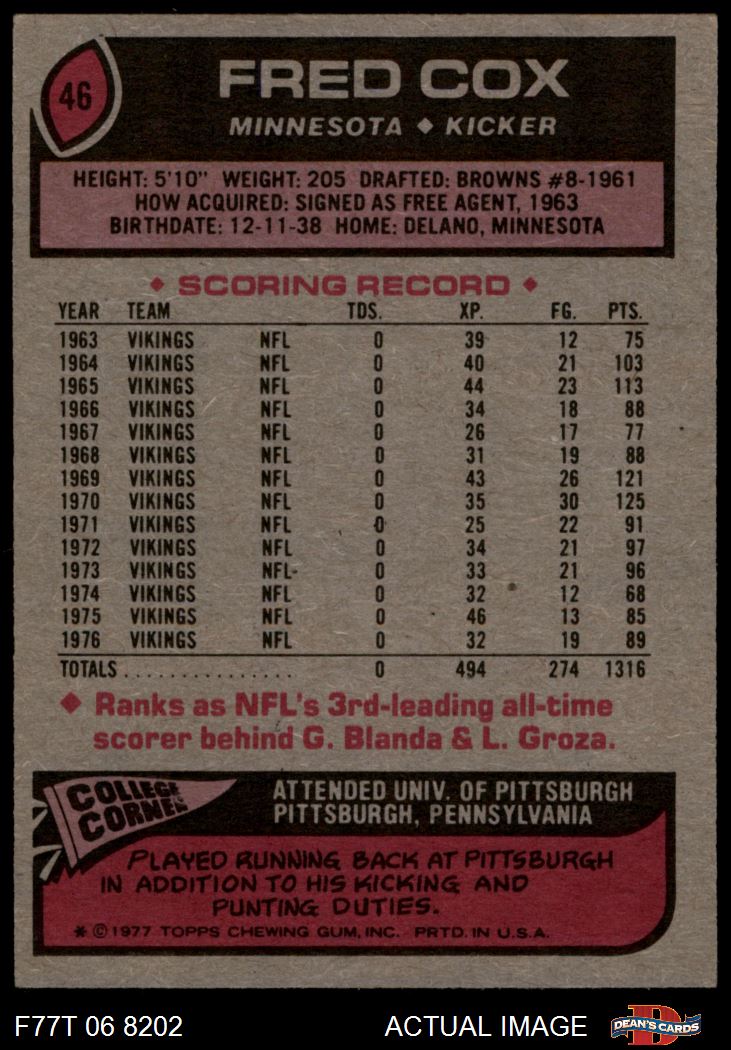 46
FRED COX
MINNESOTA ◆ KICKER
HEIGHT: 5'10" WEIGHT: 205 DRAFTED: BROWNS #8-1961
HOW ACQUIRED: SIGNED AS FREE AGENT, 1963
BIRTHDATE: 12-11-38 HOME: DELANO, MINNESOTA
◆ SCORING RECORD ◆
YEAR TEAM TDS. XP. FG. PTS.
1963 VIKINGS NFL 0 39 12 75
1964 VIKINGS NFL 0 40 21 103
1965 VIKINGS NFL 0 44 23 113
1966 VIKINGS NFL 0 34 18 88
1967 VIKINGS NFL 0 26 17 77
1968 VIKINGS NFL 0 31 19 88
1969 VIKINGS NFL 0 43 26 121
1970 VIKINGS NFL 0 35 30 125
1971 VIKINGS NFL 0 25 22 91
1972 VIKINGS NFL 0 34 21 97
1973 VIKINGS NFL 0 33 21 96
1974 VIKINGS NFL 0 32 12 68
1975 VIKINGS NFL 0 46 13 85
1976 VIKINGS NFL 0 32 19 89
TOTALS . . . . . . . . . . . . . . . 0 494 274 1316
◆ Ranks as NFL's 3rd-leading all-time
scorer behind G. Blanda & L. Groza.
COLLEGE
CORNER
ATTENDED UNIV. OF PITTSBURGH
PITTSBURGH, PENNSYLVANIA
PLAYED RUNNING BACK AT PITTSBURGH
IN ADDITION TO HIS KICKING AND
PUNTING DUTIES.
* © 1977 TOPPS CHEWING GUM, INC. PRTD. IN U.S.A.
F77T 06 8202 ACTUAL IMAGE
D
DEAN'S CARDS